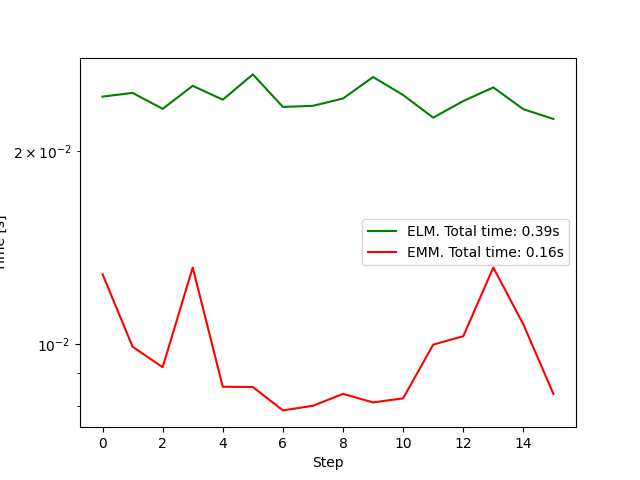 Time [s]
2 × 10⁻²
10⁻²
ELM. Total time: 0.39s
EMM. Total time: 0.16s
0 2 4 6 8 10 12 14
Step